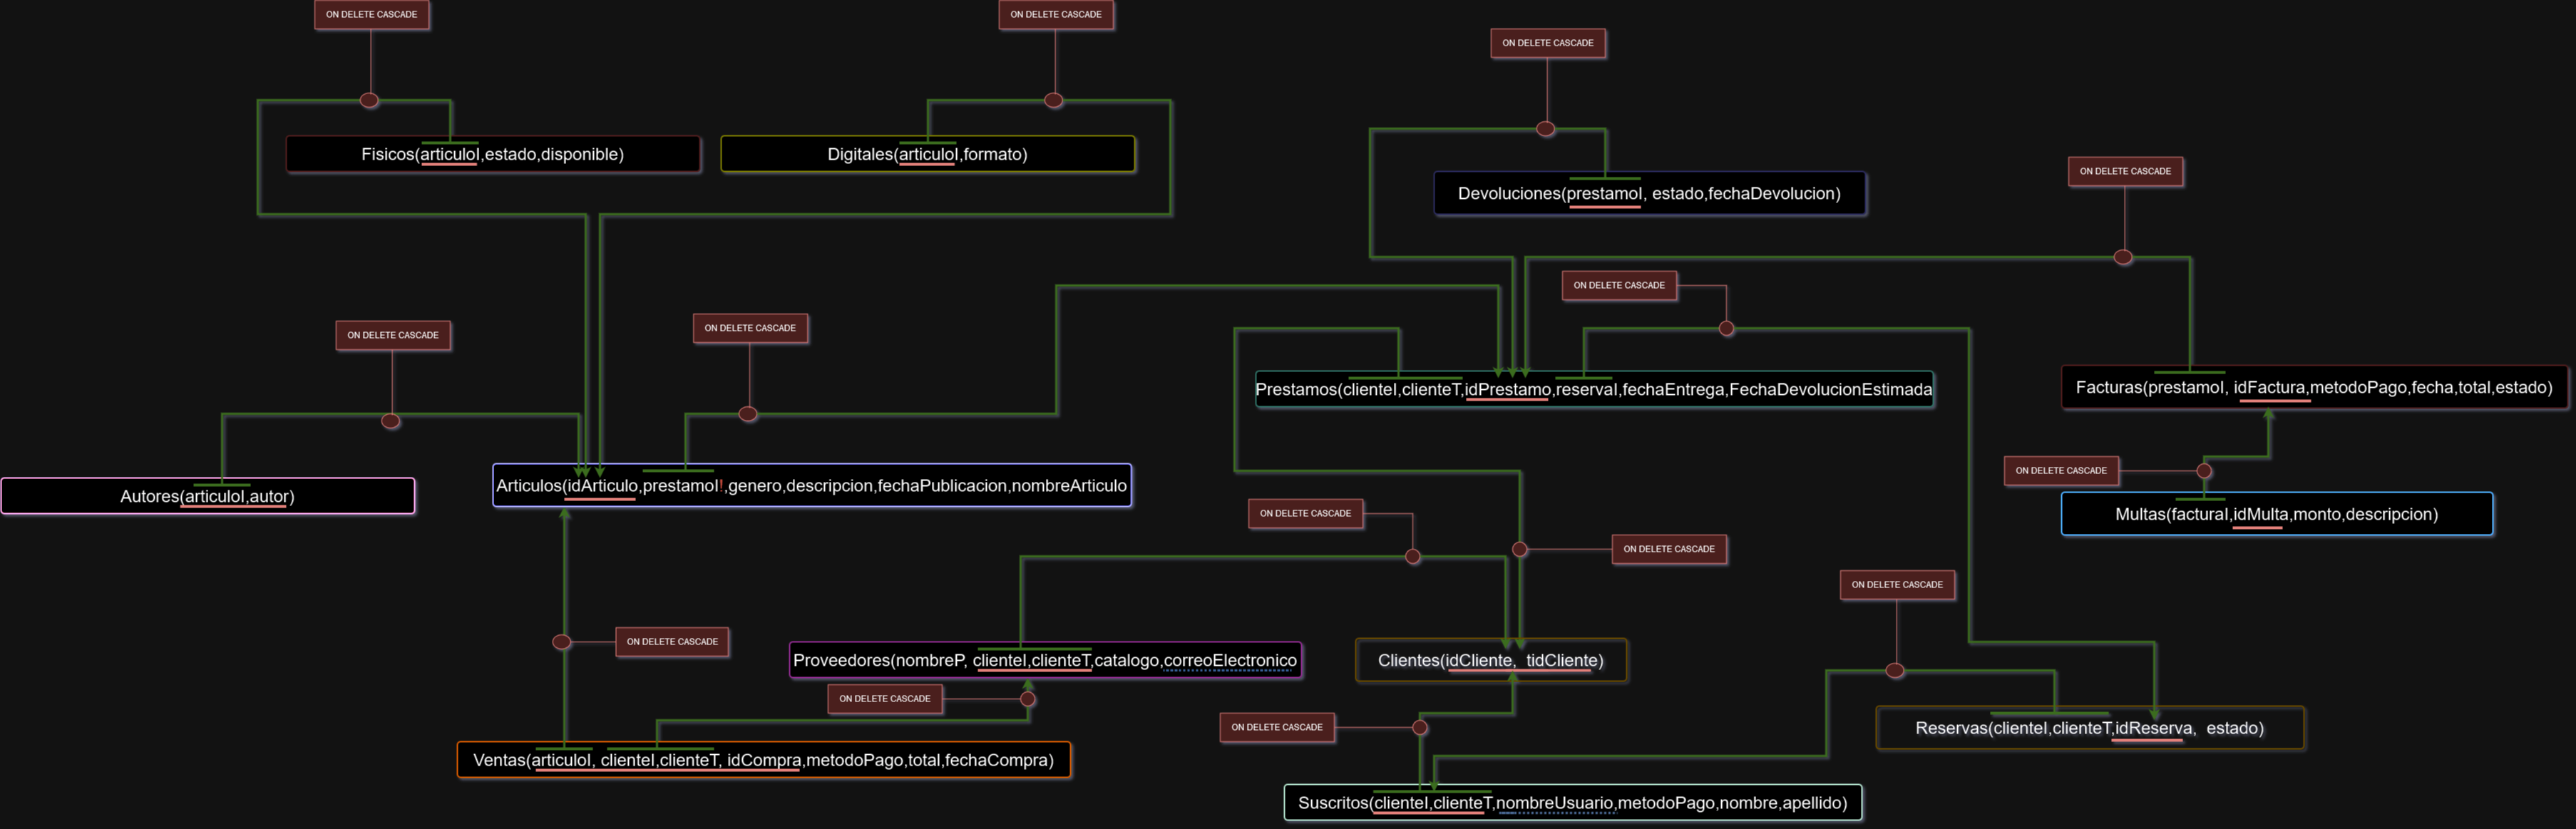 ON DELETE CASCADE
ON DELETE CASCADE
ON DELETE CASCADE
Fisicos(articuloI,estado,disponible)
Digitales(articuloI,formato)
ON DELETE CASCADE
Devoluciones(prestamoI, estado,fechaDevolucion)
ON DELETE CASCADE
ON DELETE CASCADE
ON DELETE CASCADE
Prestamos(clienteI,clienteT,idPrestamo,reservaI,fechaEntrega,FechaDevolucionEstimada
Facturas(prestamoI, idFactura,metodoPago,fecha,total,estado)
ON DELETE CASCADE
Articulos(idArticulo,prestamoI!,genero,descripcion,fechaPublicacion,nombreArticulo
Autores(articuloI,autor)
ON DELETE CASCADE
Multas(facturaI,idMulta,monto,descripcion)
ON DELETE CASCADE
ON DELETE CASCADE
ON DELETE CASCADE
ON DELETE CASCADE
Proveedores(nombreP, clienteI,clienteT,catalogo,correoElectronico
Clientes(idCliente,  tidCliente)
ON DELETE CASCADE
ON DELETE CASCADE
Reservas(clienteI,clienteT,idReserva,  estado)
Ventas(articuloI, clienteI,clienteT, idCompra,metodoPago,total,fechaCompra)
Suscritos(clienteI,clienteT,nombreUsuario,metodoPago,nombre,apellido)